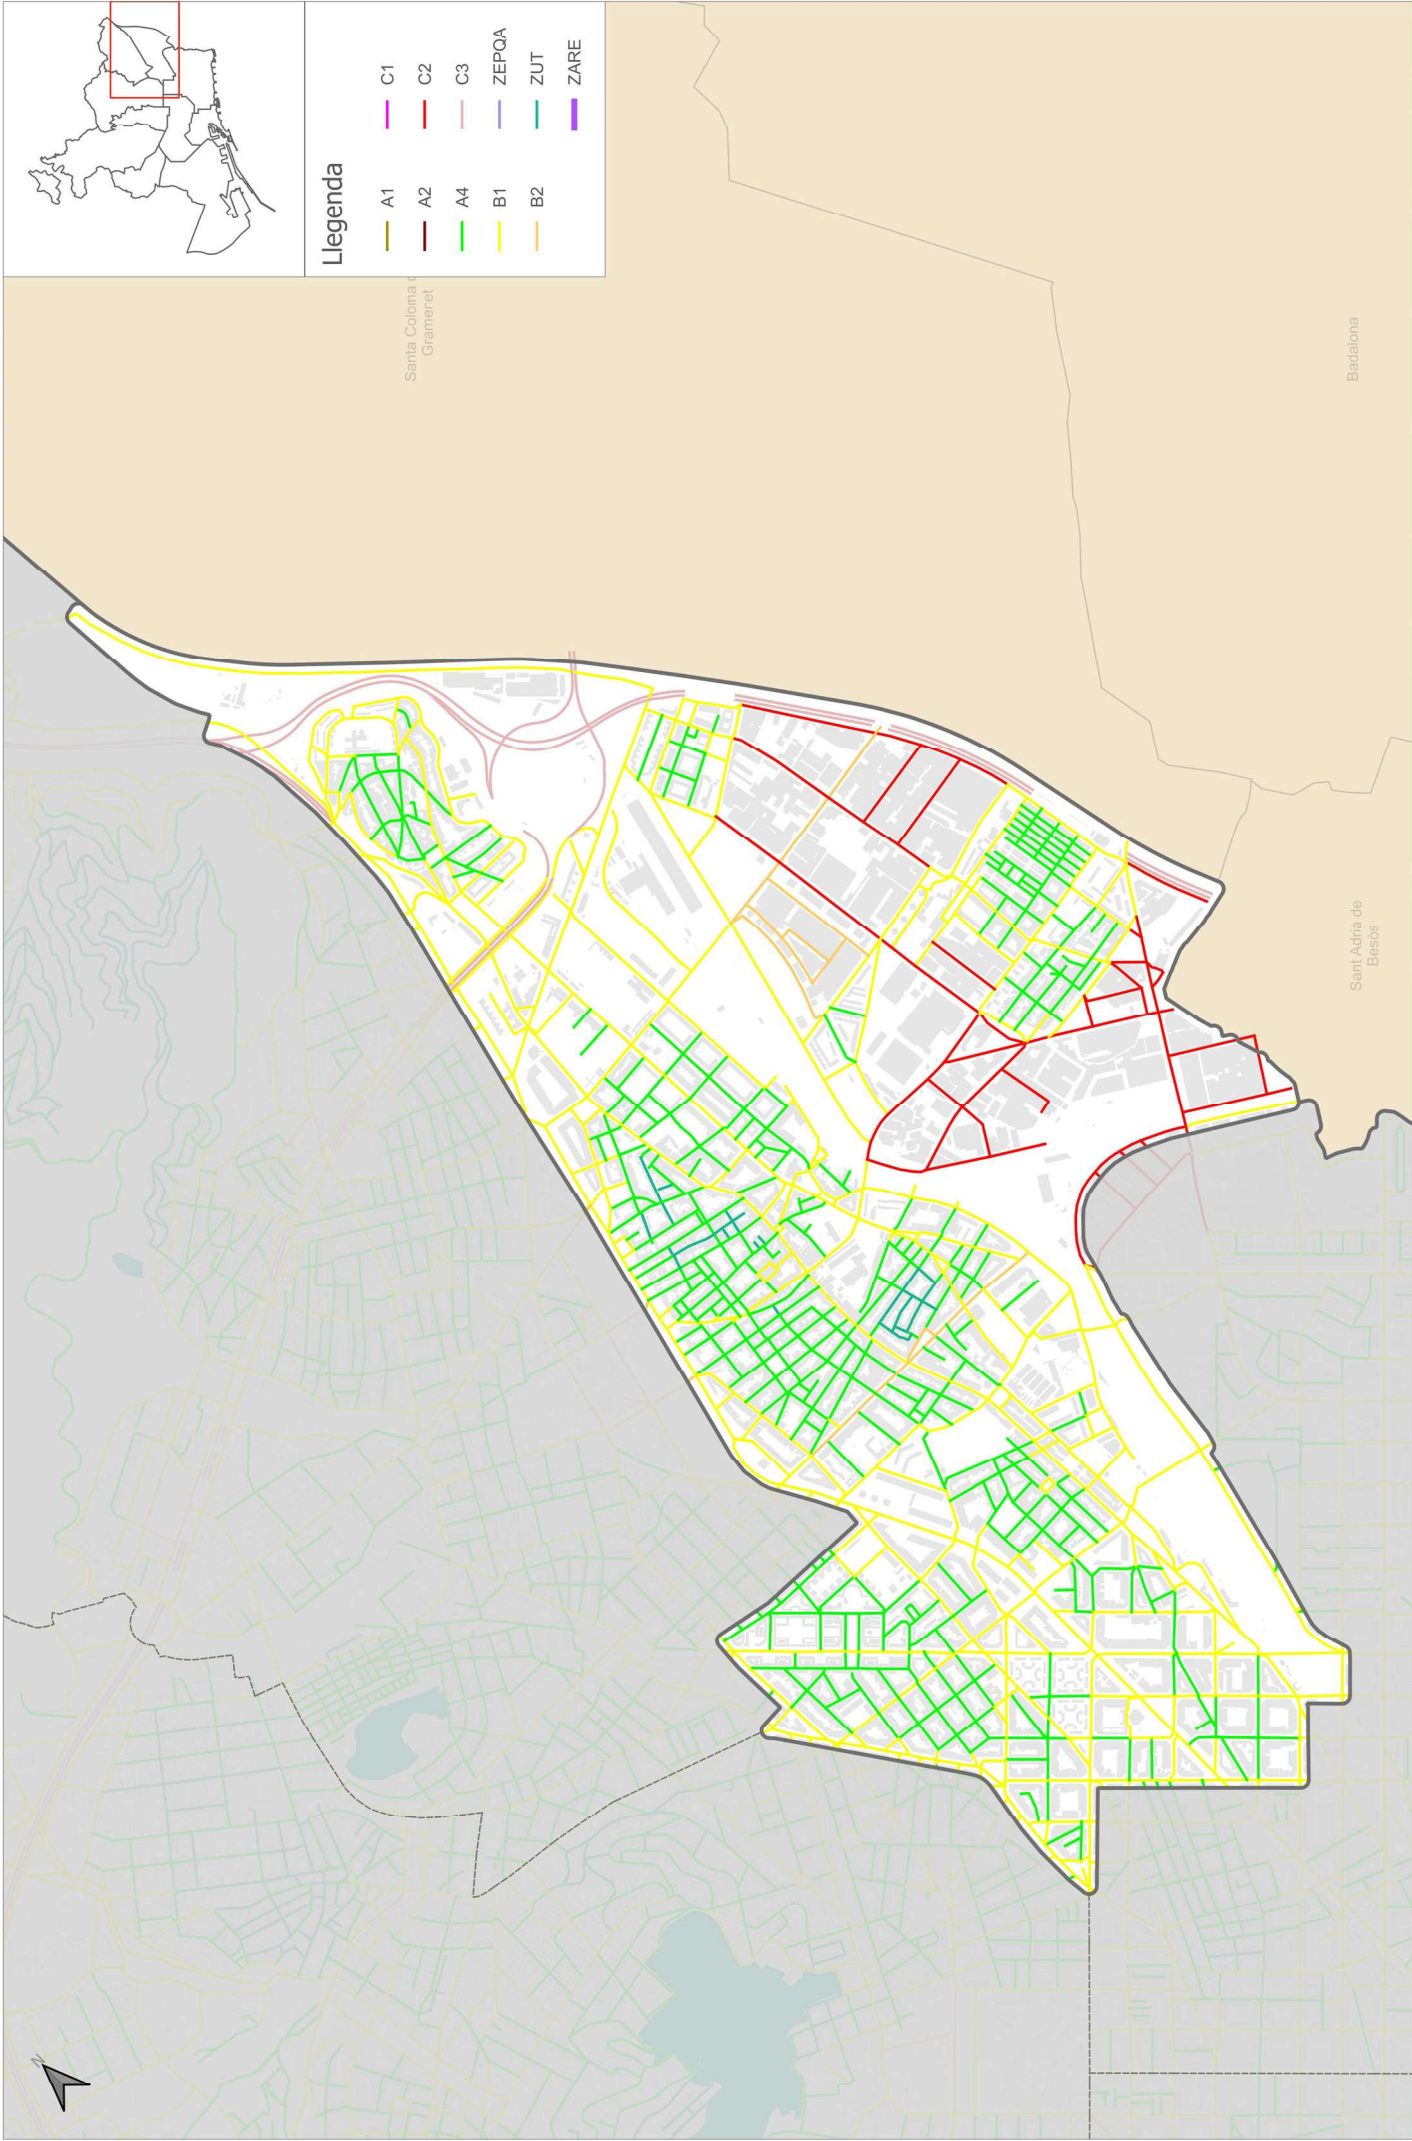 Llegenda
A1
A2
A4
B1
B2
C1
C2
C3
ZEPQA
ZUT
ZARE
Santa Coloma
Gramenet
Badalona
Sant Adrià de
Besòs
N